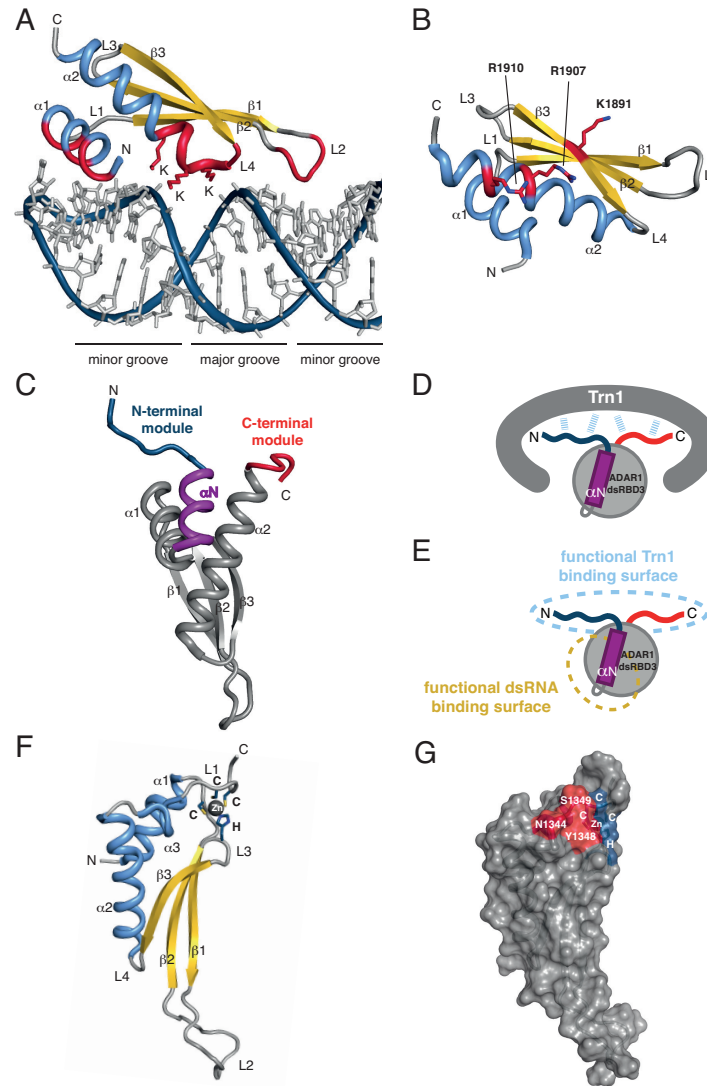 A
C
L3
β3
α2
α1
L1
β1
β2
N
L2
L4
K
K
K
minor groove
major groove
minor groove
B
R1910
R1907
K1891
C
β3
L3
L1
β1
α1
β2
L
α2
L4
N
C
N
N-terminal
module
C-terminal
module
αN
C
α1
α2
β1
β2
β3
D
Trn1
N
C
ADAR1
dsRBD3
αN
E
functional Trn1
binding surface
N
C
ADAR1
dsRBD3
αN
functional dsRNA
binding surface
F
C
L1
α1
C
C
Zn
C
H
α3
L3
N
β3
α2
β2
β1
L4
L2
G
S1349
C
N1344
C
Zn
C
Y1348
H